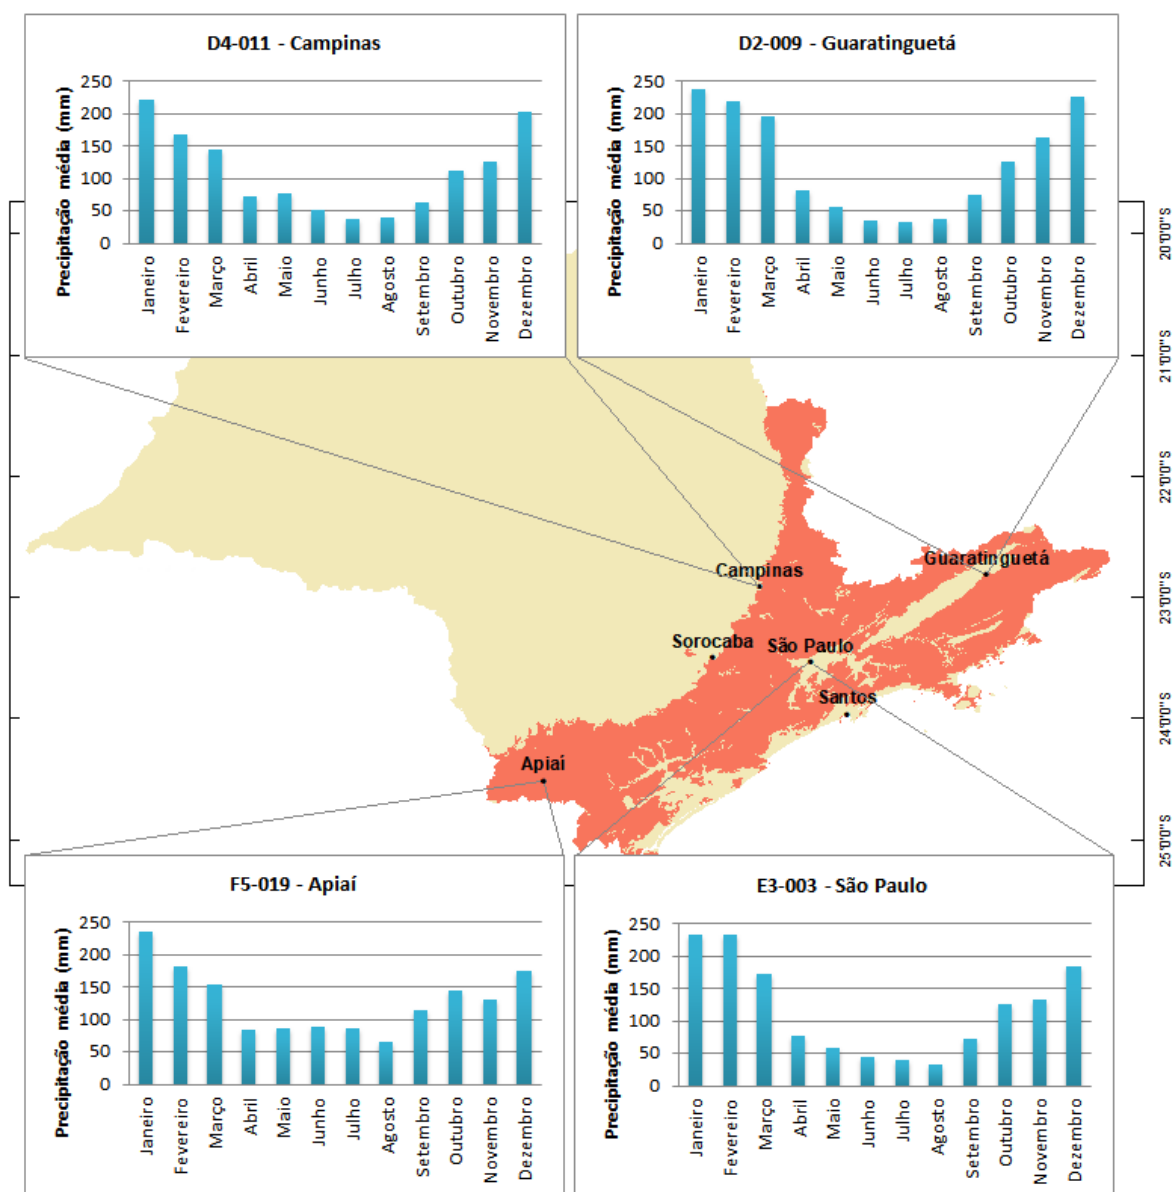 D4-011 - Campinas
Precipitação média (mm)
250
200
150
100
50
0
Janeiro
Fevereiro
Março
Abril
Maio
Junho
Julho
Agosto
Setembro
Outubro
Novembro
Dezembro
D2-009 - Guaratinguetá
Precipitação média (mm)
250
200
150
100
50
0
Janeiro
Fevereiro
Março
Abril
Maio
Junho
Julho
Agosto
Setembro
Outubro
Novembro
Dezembro
20°0'0"S
21°0'0"S
22°0'0"S
23°0'0"S
24°0'0"S
25°0'0"S
Guaratinguetá
Campinas
Sorocaba
São Paulo
Santos
Apiaí
F5-019 - Apiaí
Precipitação média (mm)
250
200
150
100
50
0
Janeiro
Fevereiro
Março
Abril
Maio
Junho
Julho
Agosto
Setembro
Outubro
Novembro
Dezembro
E3-003 - São Paulo
Precipitação média (mm)
250
200
150
100
50
0
Janeiro
Fevereiro
Março
Abril
Maio
Junho
Julho
Agosto
Setembro
Outubro
Novembro
Dezembro